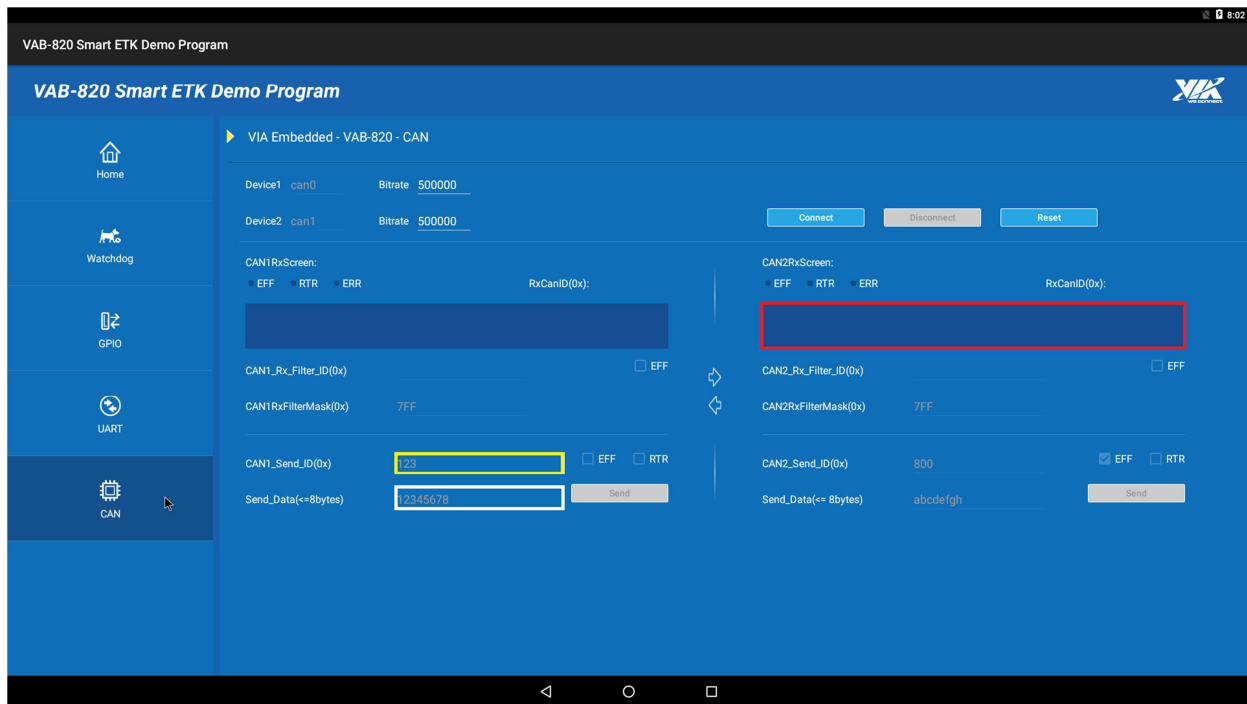 8:02
VAB-820 Smart ETK Demo Program
VAB-820 Smart ETK Demo Program
VIA
we connect
Home
Watchdog
GPIO
UART
CAN
VIA Embedded - VAB-820 - CAN
Device1 can0 Bitrate 500000
Device2 can1 Bitrate 500000
Connect Disconnect Reset
CAN1RxScreen:
EFF RTR ERR RxCanID(0x):
CAN1_Rx_Filter_ID(0x) EFF
CAN1RxFilterMask(0x) 7FF
CAN1_Send_ID(0x) 123 EFF RTR
Send_Data(<=8bytes) 12345678 Send
CAN2RxScreen:
EFF RTR ERR RxCanID(0x):
CAN2_Rx_Filter_ID(0x) EFF
CAN2RxFilterMask(0x) 7FF
CAN2_Send_ID(0x) 800 EFF RTR
Send_Data(<= 8bytes) abcdefgh Send